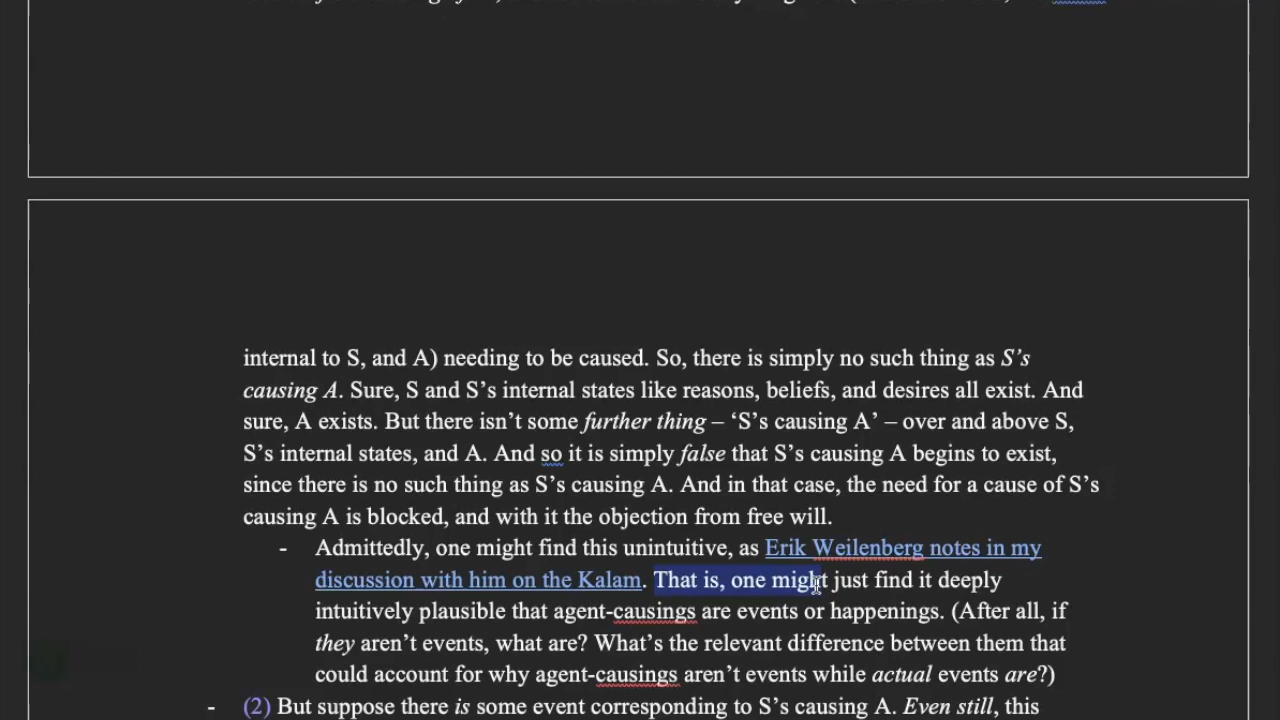 internal to S, and A) needing to be caused. So, there is simply no such thing as S’s
causing A. Sure, S and S’s internal states like reasons, beliefs, and desires all exist. And
sure, A exists. But there isn’t some further thing – ‘S’s causing A’ – over and above S,
S’s internal states, and A. And so it is simply false that S’s causing A begins to exist,
since there is no such thing as S’s causing A. And in that case, the need for a cause of S’s
causing A is blocked, and with it the objection from free will.
- Admittedly, one might find this unintuitive, as Erik Weilenberg notes in my
discussion with him on the Kalam. That is, one might just find it deeply
intuitively plausible that agent-causings are events or happenings. (After all, if
they aren’t events, what are? What’s the relevant difference between them that
could account for why agent-causings aren’t events while actual events are?)
- (2) But suppose there is some event corresponding to S’s causing A. Even still, this